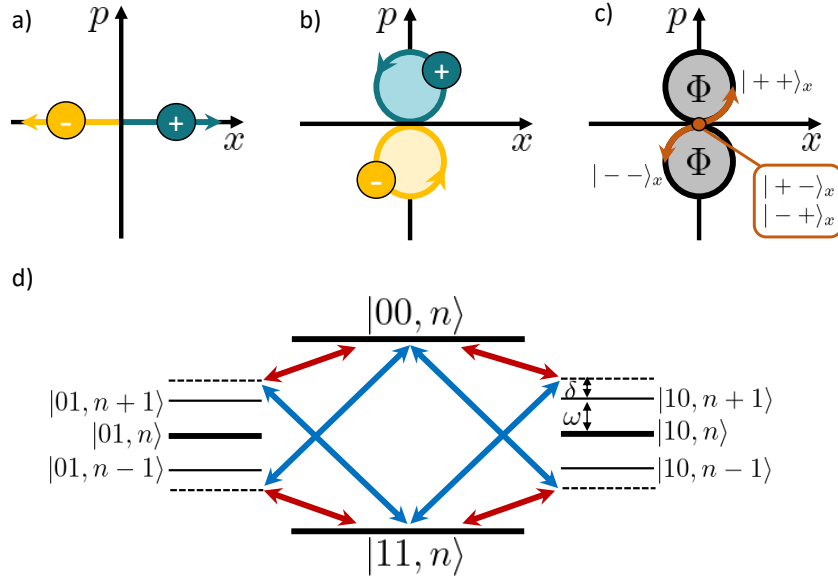 a)
p
x
-
+
b)
p
x
+
-
c)
p
x
Φ
Φ
|++⟩ₓ
|−−⟩ₓ
|+−⟩ₓ
|−+⟩ₓ
d)
|00, n⟩
|01, n+1⟩
|01, n⟩
|01, n−1⟩
δ
ω
|10, n+1⟩
|10, n⟩
|10, n−1⟩
|11, n⟩